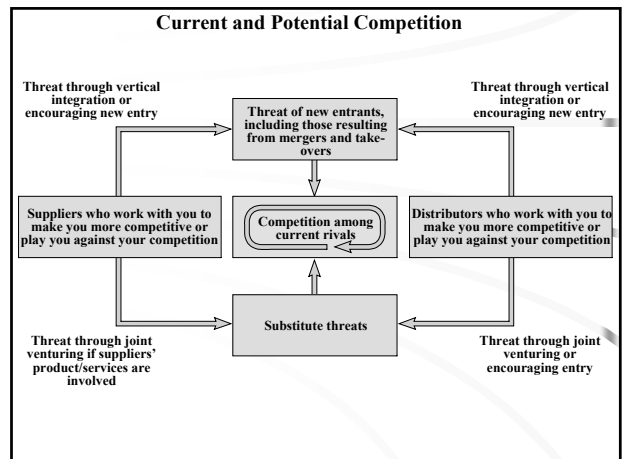 Current and Potential Competition
Threat through vertical
integration or
encouraging new entry
Threat of new entrants,
including those resulting
from mergers and take-
overs
Threat through vertical
integration or
encouraging new entry
Suppliers who work with you to
make you more competitive or
play you against your competition
Competition among
current rivals
Distributors who work with you to
make you more competitive or
play you against your competition
Threat through joint
venturing if suppliers’
product/services are
involved
Substitute threats
Threat through joint
venturing or
encouraging entry